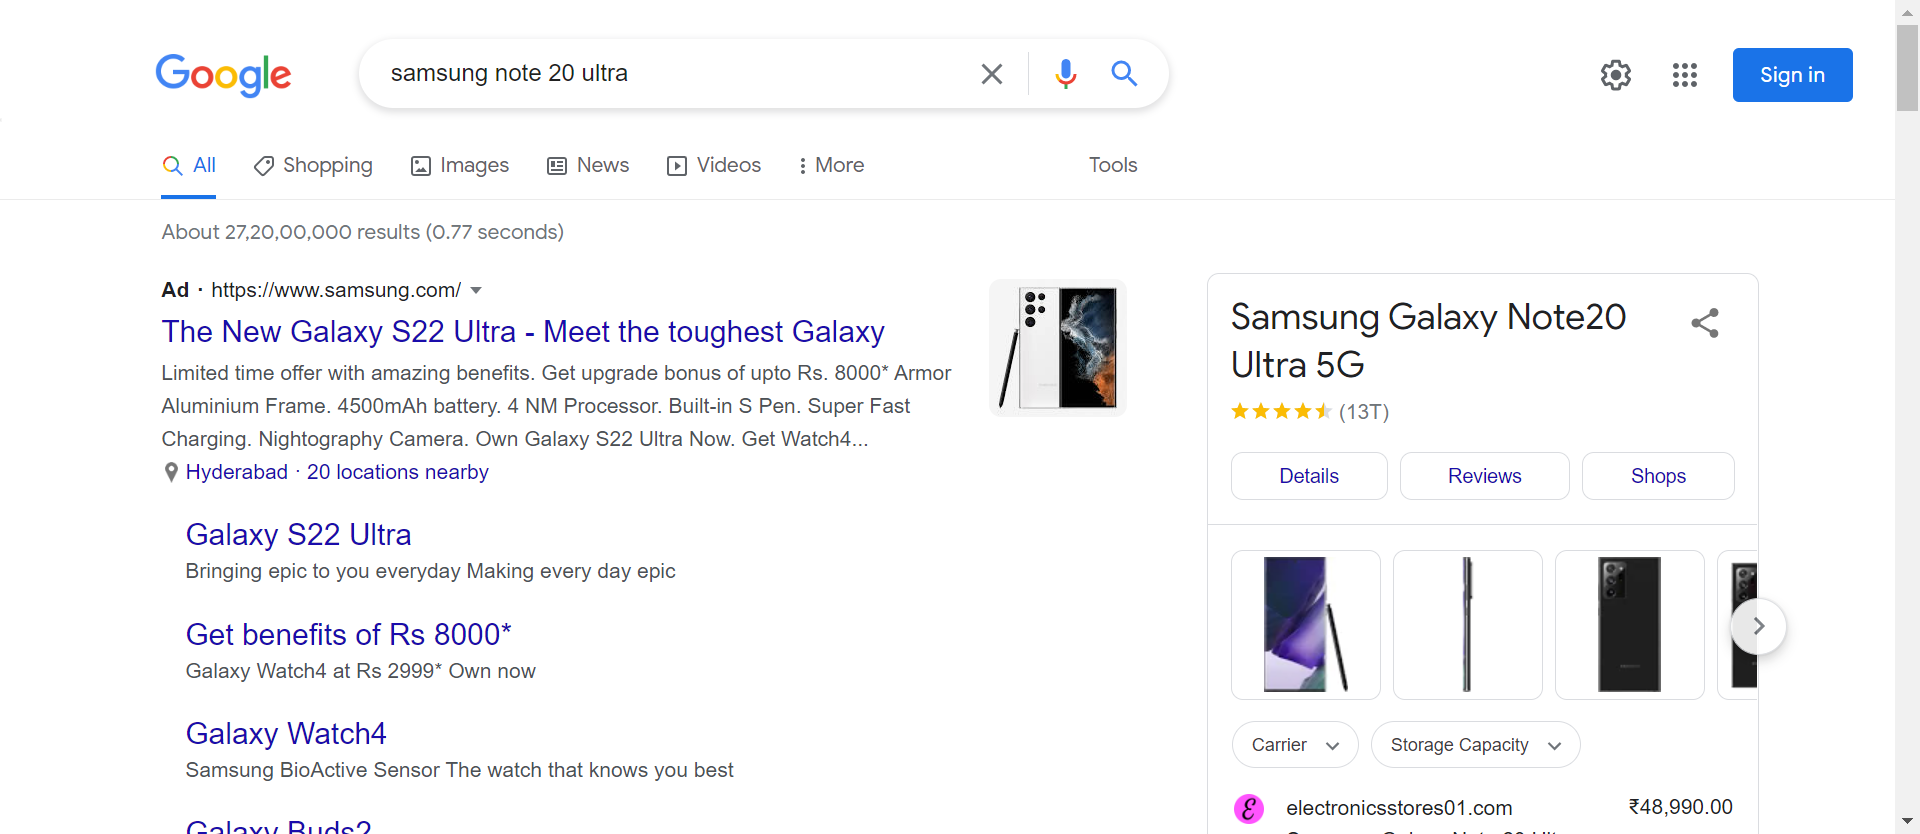 Google
samsung note 20 ultra
Sign in
All
Shopping
Images
News
Videos
More
Tools
About 27,20,00,000 results (0.77 seconds)
Ad · https://www.samsung.com/
The New Galaxy S22 Ultra - Meet the toughest Galaxy
Limited time offer with amazing benefits. Get upgrade bonus of upto Rs. 8000* Armor
Aluminium Frame. 4500mAh battery. 4 NM Processor. Built-in S Pen. Super Fast
Charging. Nightography Camera. Own Galaxy S22 Ultra Now. Get Watch4...
Hyderabad · 20 locations nearby
Galaxy S22 Ultra
Bringing epic to you everyday Making every day epic
Get benefits of Rs 8000*
Galaxy Watch4 at Rs 2999* Own now
Galaxy Watch4
Samsung BioActive Sensor The watch that knows you best
Galaxy Buds2
Samsung Galaxy Note20
Ultra 5G
(13T)
Details
Reviews
Shops
Carrier
Storage Capacity
electronicsstores01.com
₹48,990.00